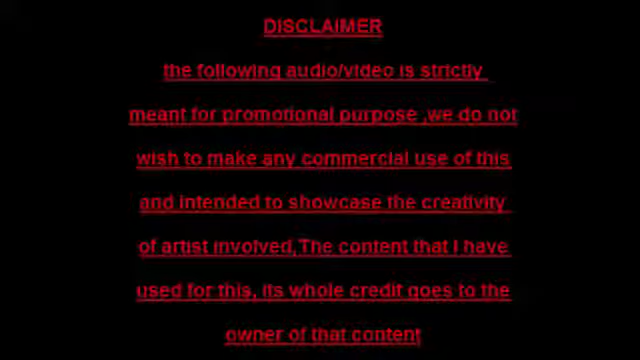 DISCLAIMER
the following audio/video is strictly
meant for promotional purpose ,we do not
wish to make any commercial use of this
and intended to showcase the creativity
of artist involved,The content that I have
used for this, its whole credit goes to the
owner of that content